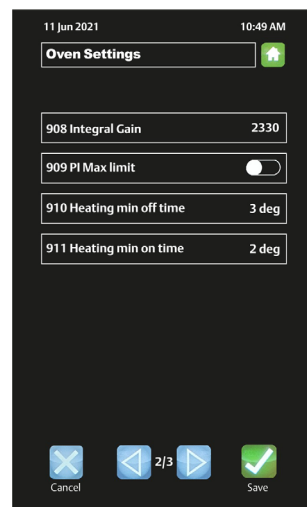 11 Jun 2021 10:49 AM
Oven Settings
908 Integral Gain 2330
909 PI Max limit
910 Heating min off time 3 deg
911 Heating min on time 2 deg
2/3
Cancel Save